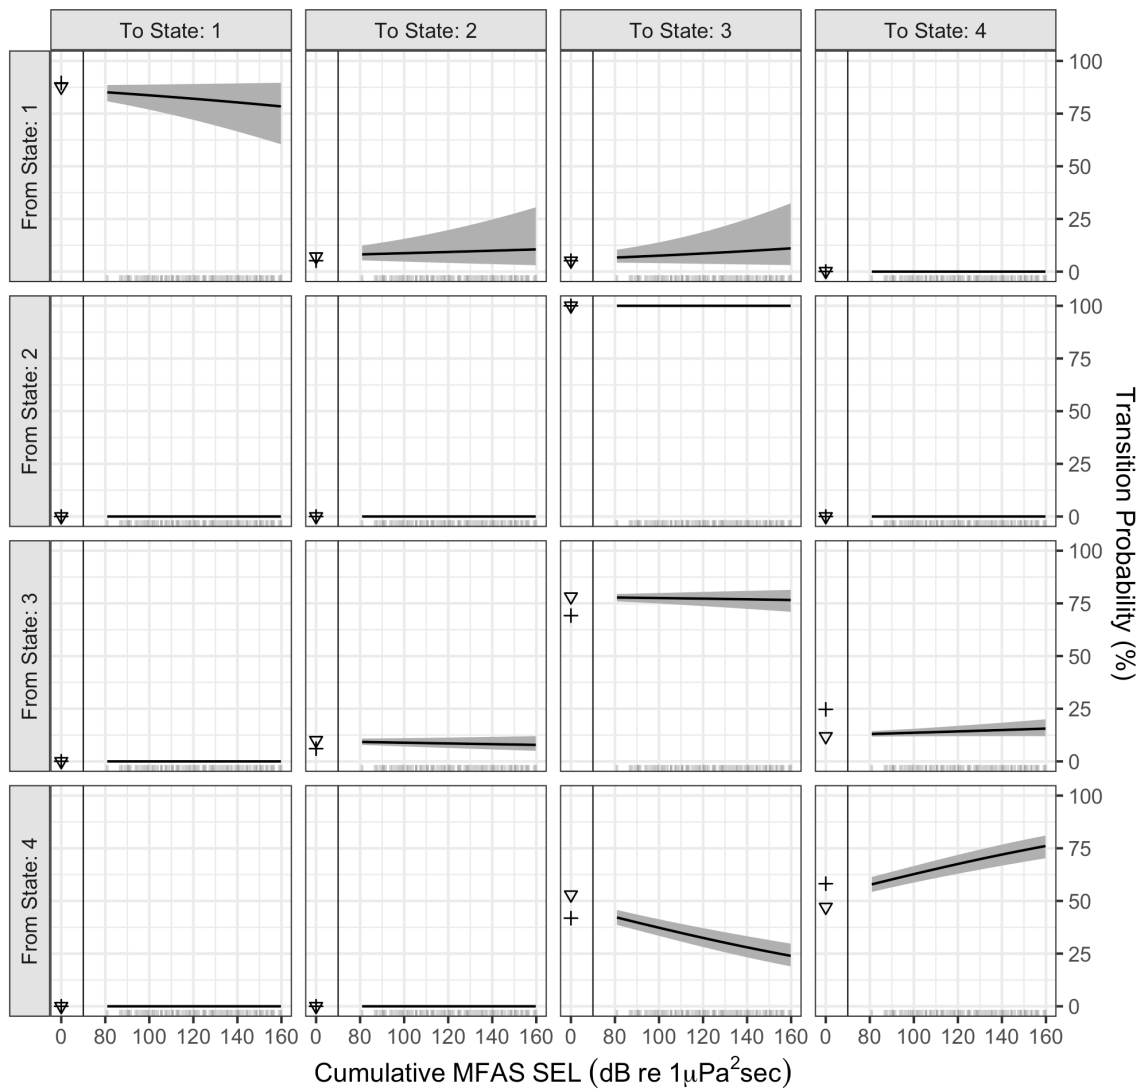 To State: 1 To State: 2 To State: 3 To State: 4
From State: 1
100
75
50
25
0
From State: 2
100
75
50
25
0
From State: 3
100
75
50
25
0
From State: 4
100
75
50
25
0
Transition Probability (%)
0 80 100 120 140 160 0 80 100 120 140 160 0 80 100 120 140 160 0 80 100 120 140 160
Cumulative MFAS SEL (dB re 1μPa²sec)